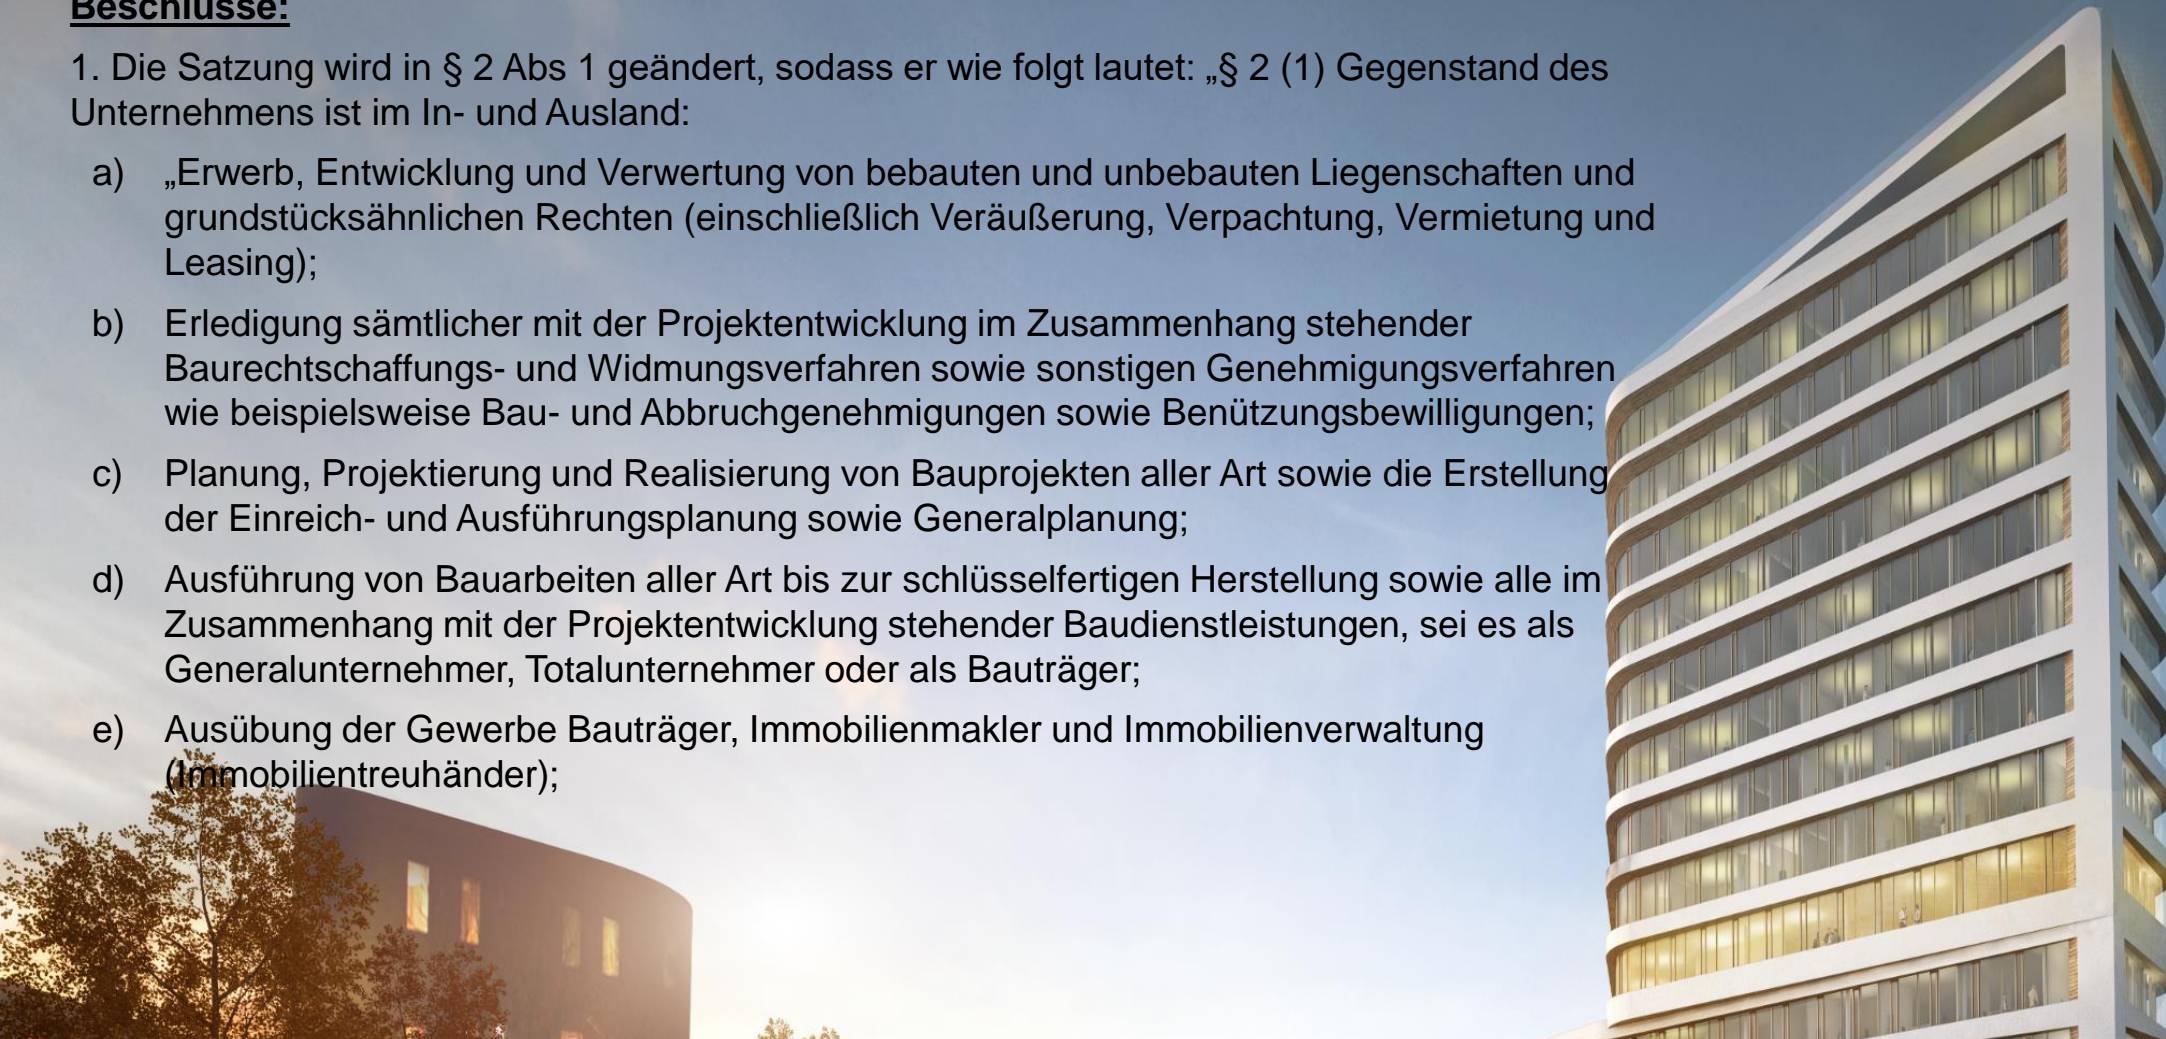 Beschlüsse:
1. Die Satzung wird in § 2 Abs 1 geändert, sodass er wie folgt lautet: „§ 2 (1) Gegenstand des
Unternehmens ist im In- und Ausland:
a) „Erwerb, Entwicklung und Verwertung von bebauten und unbebauten Liegenschaften und
grundstücksähnlichen Rechten (einschließlich Veräußerung, Verpachtung, Vermietung und
Leasing);
b) Erledigung sämtlicher mit der Projektentwicklung im Zusammenhang stehender
Baurechtschaffungs- und Widmungsverfahren sowie sonstigen Genehmigungsverfahren
wie beispielsweise Bau- und Abbruchgenehmigungen sowie Benützungsbewilligungen;
c) Planung, Projektierung und Realisierung von Bauprojekten aller Art sowie die Erstellung
der Einreich- und Ausführungsplanung sowie Generalplanung;
d) Ausführung von Bauarbeiten aller Art bis zur schlüsselfertigen Herstellung sowie alle im
Zusammenhang mit der Projektentwicklung stehender Baudienstleistungen, sei es als
Generalunternehmer, Totalunternehmer oder als Bauträger;
e) Ausübung der Gewerbe Bauträger, Immobilienmakler und Immobilienverwaltung
(Immobilientreuhänder);